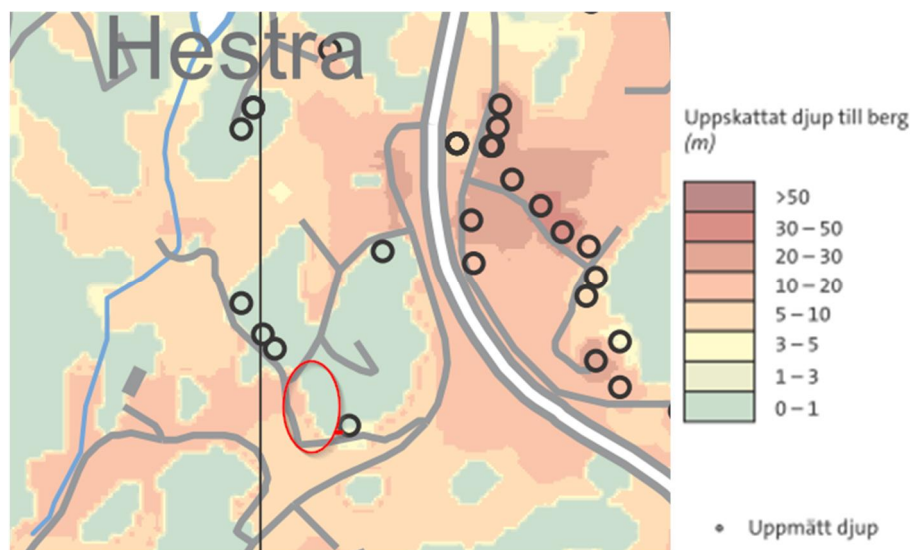 Hestra
Uppskattat djup till berg
(m)
>50
30 – 50
20 – 30
10 – 20
5 – 10
3 – 5
1 – 3
0 – 1
Uppmätt djup